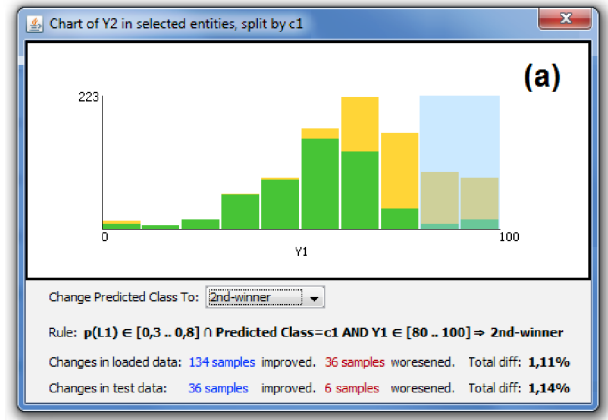 Chart of Y2 in selected entities, split by c1
(a)
223
0
100
Y1
Change Predicted Class To: 2nd-winner
Rule: p(L1) ∈ [0,3 .. 0,8] ∩ Predicted Class=c1 AND Y1 ∈ [80 .. 100] ⇒ 2nd-winner
Changes in loaded data: 134 samples improved. 36 samples woresened. Total diff: 1,11%
Changes in test data: 36 samples improved. 6 samples woresened. Total diff: 1,14%